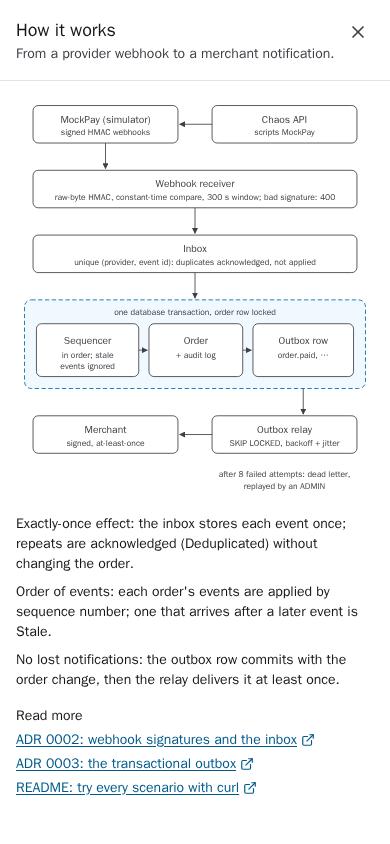 How it works
From a provider webhook to a merchant notification.
MockPay (simulator)
signed HMAC webhooks
Chaos API
scripts MockPay
Webhook receiver
raw-byte HMAC, constant-time compare, 300 s window; bad signature: 400
Inbox
unique (provider, event id): duplicates acknowledged, not applied
one database transaction, order row locked
Sequencer
in order; stale
events ignored
Order
+ audit log
Outbox row
order.paid, ···
Merchant
signed, at-least-once
Outbox relay
SKIP LOCKED, backoff + jitter
after 8 failed attempts: dead letter,
replayed by an ADMIN
Exactly-once effect: the inbox stores each event once;
repeats are acknowledged (Deduplicated) without
changing the order.
Order of events: each order's events are applied by
sequence number; one that arrives after a later event is
Stale.
No lost notifications: the outbox row commits with the
order change, then the relay delivers it at least once.
Read more
ADR 0002: webhook signatures and the inbox
ADR 0003: the transactional outbox
README: try every scenario with curl